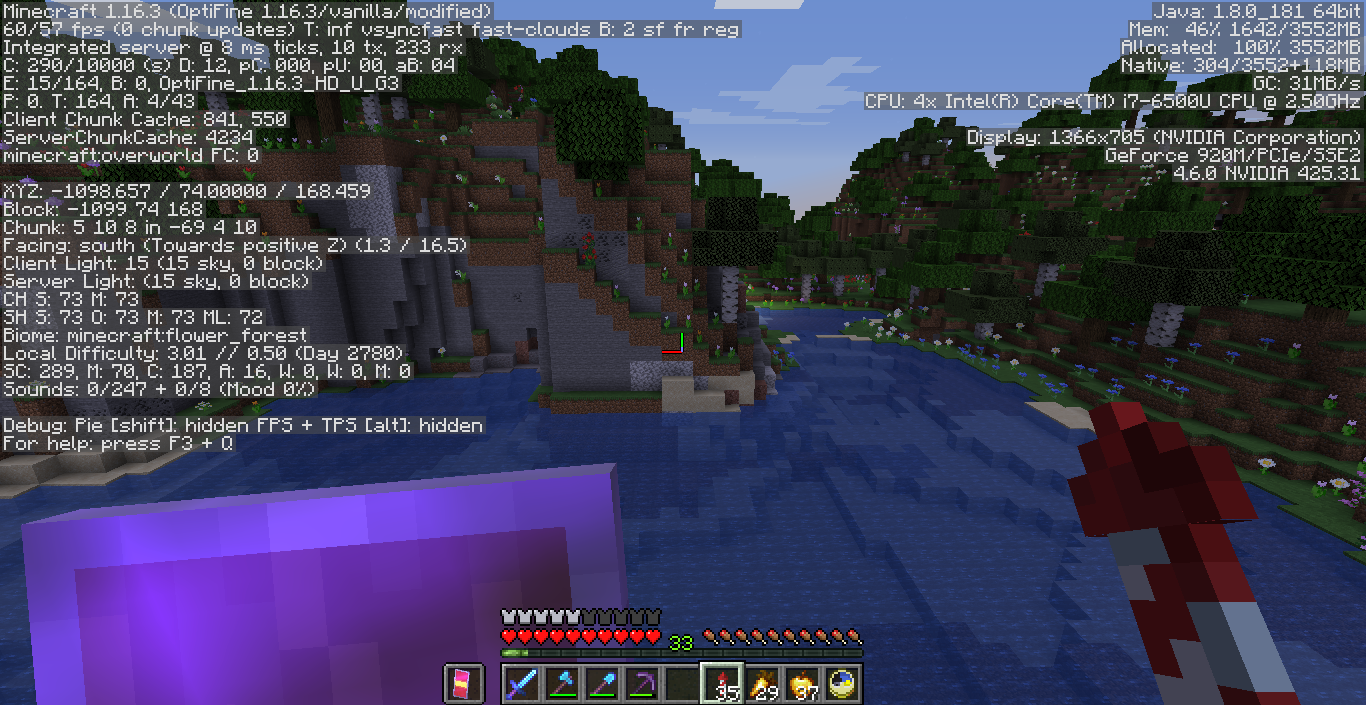 Minecraft 1.16.3 (OptiFine 1.16.3/vanilla/modified)
60/57 fps (0 chunk updates) T: inf vsyncfast fast-clouds B: 2 sf fr reg
Integrated server @ 8 ms ticks, 10 tx, 233 rx
C: 290/10000 (s) D: 12, pC: 000, pU: 00, aB: 04
E: 15/164, B: 0, OptiFine_1.16.3_HD_U_G3
P: 0. T: 164, A: 4/43
Client Chunk Cache: 841, 550
ServerChunkCache: 4234
minecraft:overworld FC: 0
XYZ: -1098.657 / 74.00000 / 168.459
Block: -1099 74 168
Chunk: 5 10 8 in -69 4 10
Facing: south (Towards positive Z) (1.3 / 16.5)
Client Light: 15 (15 sky, 0 block)
Server Light: (15 sky, 0 block)
CH S: 73 M: 73
SH S: 73 O: 73 M: 73 ML: 72
Biome: minecraft:flower_forest
Local Difficulty: 3.01 // 0.50 (Day 2780)
SC: 289, M: 70, C: 187, A: 16, W: 0, W: 0, M: 0
Sounds: 0/247 + 0/8 (Mood 0%)
Debug: Pie [shift]: hidden FPS + TPS [alt]: hidden
For help: press F3 + Q
Java: 1.8.0_181 64bit
Mem: 46% 1642/3552MB
Allocated: 100% 3552MB
Native: 304/3552+118MB
GC: 31MB/s
CPU: 4x Intel(R) Core(TM) i7-6500U CPU @ 2.50GHz
Display: 1366x705 (NVIDIA Corporation)
GeForce 920M/PCIe/SSE2
4.6.0 NVIDIA 425.31
33
35 29 37